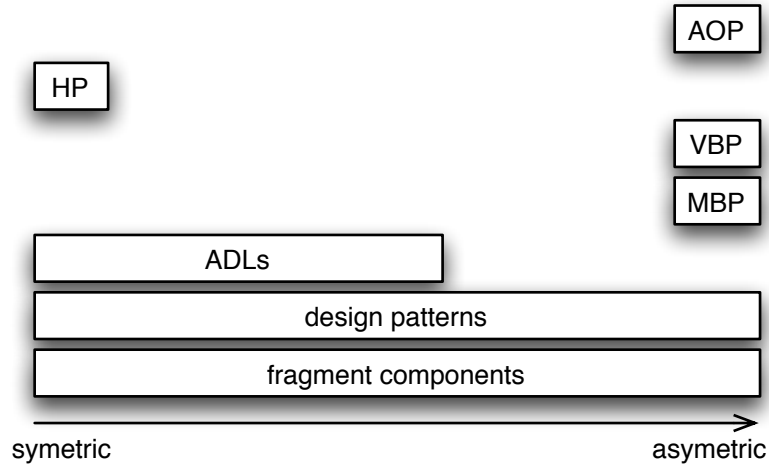 AOP
HP
VBP
MBP
ADLs
design patterns
fragment components
symetric asymetric